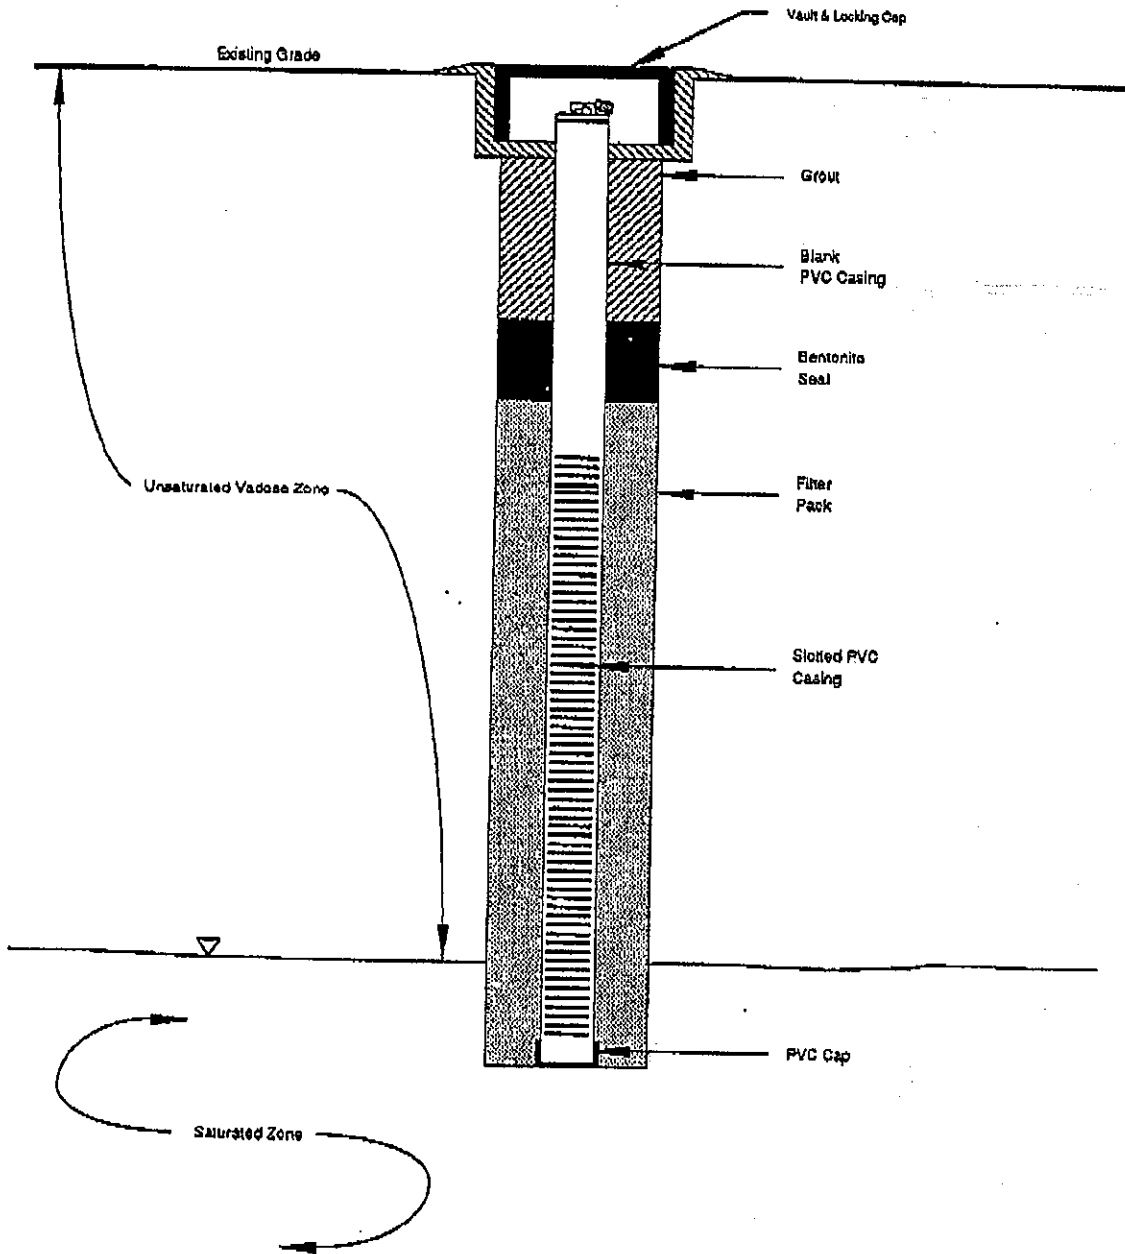 Vault & Locking Cap
Existing Grade
Grout
Blank
PVC Casing
Bentonite
Seal
Unsaturated Vadose Zone
Filter
Pack
Slotted PVC
Casing
PVC Cap
Saturated Zone